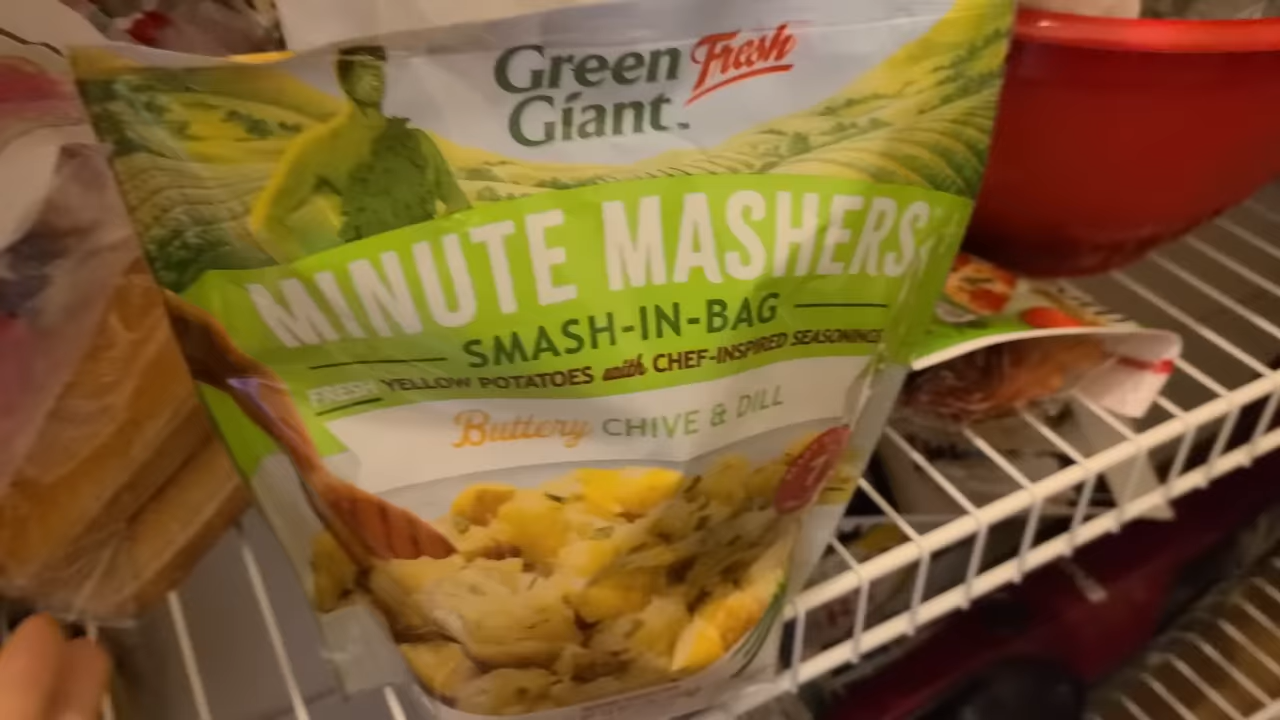 Green Fresh
Giant
MINUTE MASHERS
SMASH-IN-BAG
FRESH YELLOW POTATOES with CHEF-INSPIRED SEASONINGS
Buttery CHIVE & DILL